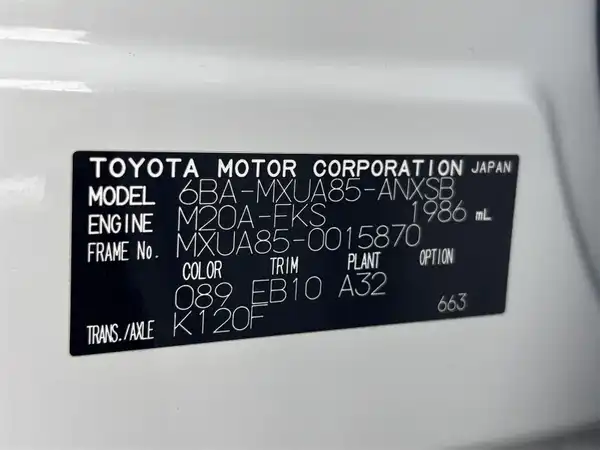 TOYOTA MOTOR CORPORATION JAPAN
MODEL 6BA-MXUA85-ANXSB
ENGINE M20A-FKS 1986 mL
FRAME No. MXUA85-0015870
COLOR TRIM PLANT OPTION
089 EB10 A32
663
TRANS./AXLE K120F